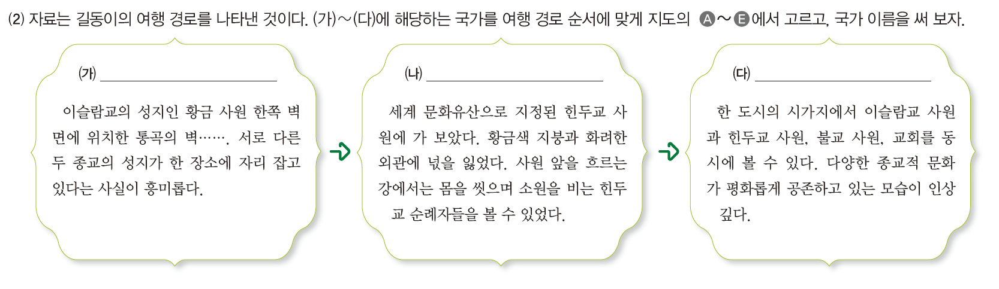 (2) 자료는 길동이의 여행 경로를 나타낸 것이다. (가)~(다)에 해당하는 국가를 여행 경로 순서에 맞게 지도의 A~E에서 고르고, 국가 이름을 써 보자.
(가)
이슬람교의 성지인 황금 사원 한쪽 벽
면에 위치한 통곡의 벽……. 서로 다른
두 종교의 성지가 한 장소에 자리 잡고
있다는 사실이 흥미롭다.
(나)
세계 문화유산으로 지정된 힌두교 사
원에 가 보았다. 황금색 지붕과 화려한
외관에 넋을 잃었다. 사원 앞을 흐르는
강에서는 몸을 씻으며 소원을 비는 힌두
교 순례자들을 볼 수 있었다.
(다)
한 도시의 시가지에서 이슬람교 사원
과 힌두교 사원, 불교 사원, 교회를 동
시에 볼 수 있다. 다양한 종교적 문화
가 평화롭게 공존하고 있는 모습이 인상
깊다.